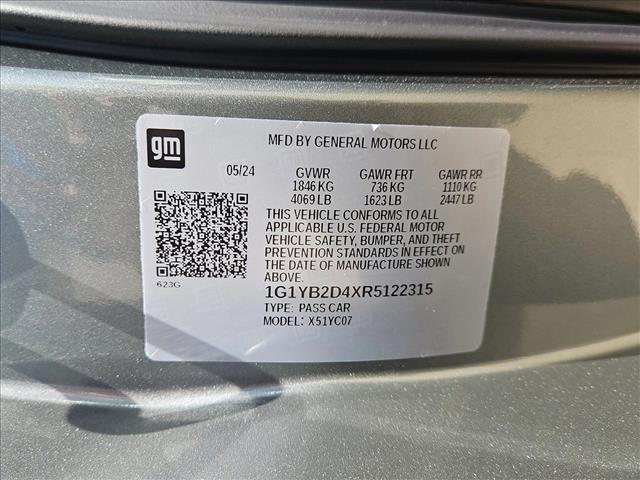 gm
MFD BY GENERAL MOTORS LLC
05/24 GVWR GAWR FRT GAWR RR
1846 KG 736 KG 1110 KG
4069 LB 1623 LB 2447 LB
THIS VEHICLE CONFORMS TO ALL
APPLICABLE U.S. FEDERAL MOTOR
VEHICLE SAFETY, BUMPER, AND THEFT
PREVENTION STANDARDS IN EFFECT ON
THE DATE OF MANUFACTURE SHOWN
ABOVE.
623G
1G1YB2D4XR5122315
TYPE: PASS CAR
MODEL: X51YC07